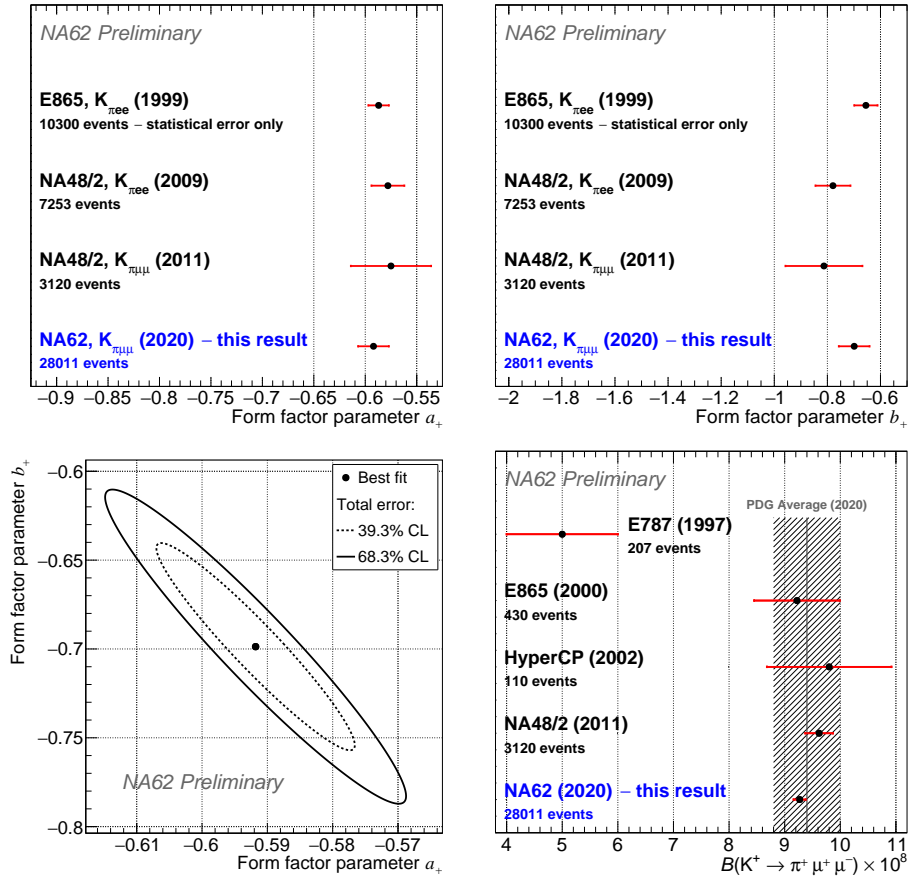 NA62 Preliminary
E865, Kπee (1999)
10300 events – statistical error only
NA48/2, Kπee (2009)
7253 events
NA48/2, Kπμμ (2011)
3120 events
NA62, Kπμμ (2020) – this result
28011 events
−0.9 −0.85 −0.8 −0.75 −0.7 −0.65 −0.6 −0.55
Form factor parameter a+
NA62 Preliminary
E865, Kπee (1999)
10300 events – statistical error only
NA48/2, Kπee (2009)
7253 events
NA48/2, Kπμμ (2011)
3120 events
NA62, Kπμμ (2020) – this result
28011 events
−2 −1.8 −1.6 −1.4 −1.2 −1 −0.8 −0.6
Form factor parameter b+
Form factor parameter b+
−0.6
−0.65
−0.7
−0.75
−0.8
Best fit
Total error:
39.3% CL
68.3% CL
NA62 Preliminary
−0.61 −0.6 −0.59 −0.58 −0.57
Form factor parameter a+
NA62 Preliminary
PDG Average (2020)
E787 (1997)
207 events
E865 (2000)
430 events
HyperCP (2002)
110 events
NA48/2 (2011)
3120 events
NA62 (2020) – this result
28011 events
4 5 6 7 8 9 10 11
B(K⁺ → π⁺ μ⁺ μ⁻) × 10⁸